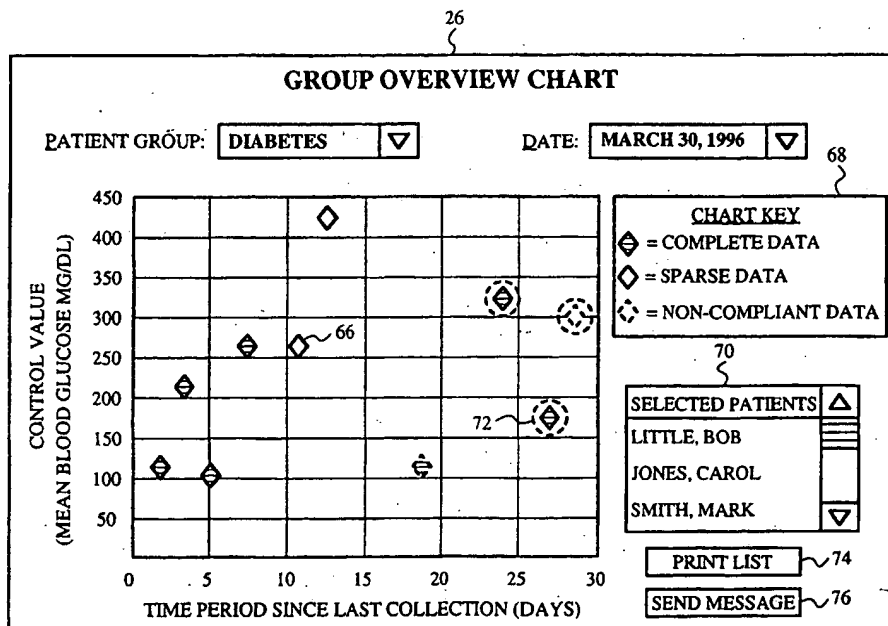 26
GROUP OVERVIEW CHART
PATIENT GROUP: DIABETES
DATE: MARCH 30, 1996
68
CHART KEY
= COMPLETE DATA
= SPARSE DATA
= NON-COMPLIANT DATA
CONTROL VALUE
(MEAN BLOOD GLUCOSE MG/DL)
450
400
350
300
250
200
150
100
50
66
72
0 5 10 15 20 25 30
TIME PERIOD SINCE LAST COLLECTION (DAYS)
70
SELECTED PATIENTS
LITTLE, BOB
JONES, CAROL
SMITH, MARK
PRINT LIST 74
SEND MESSAGE 76